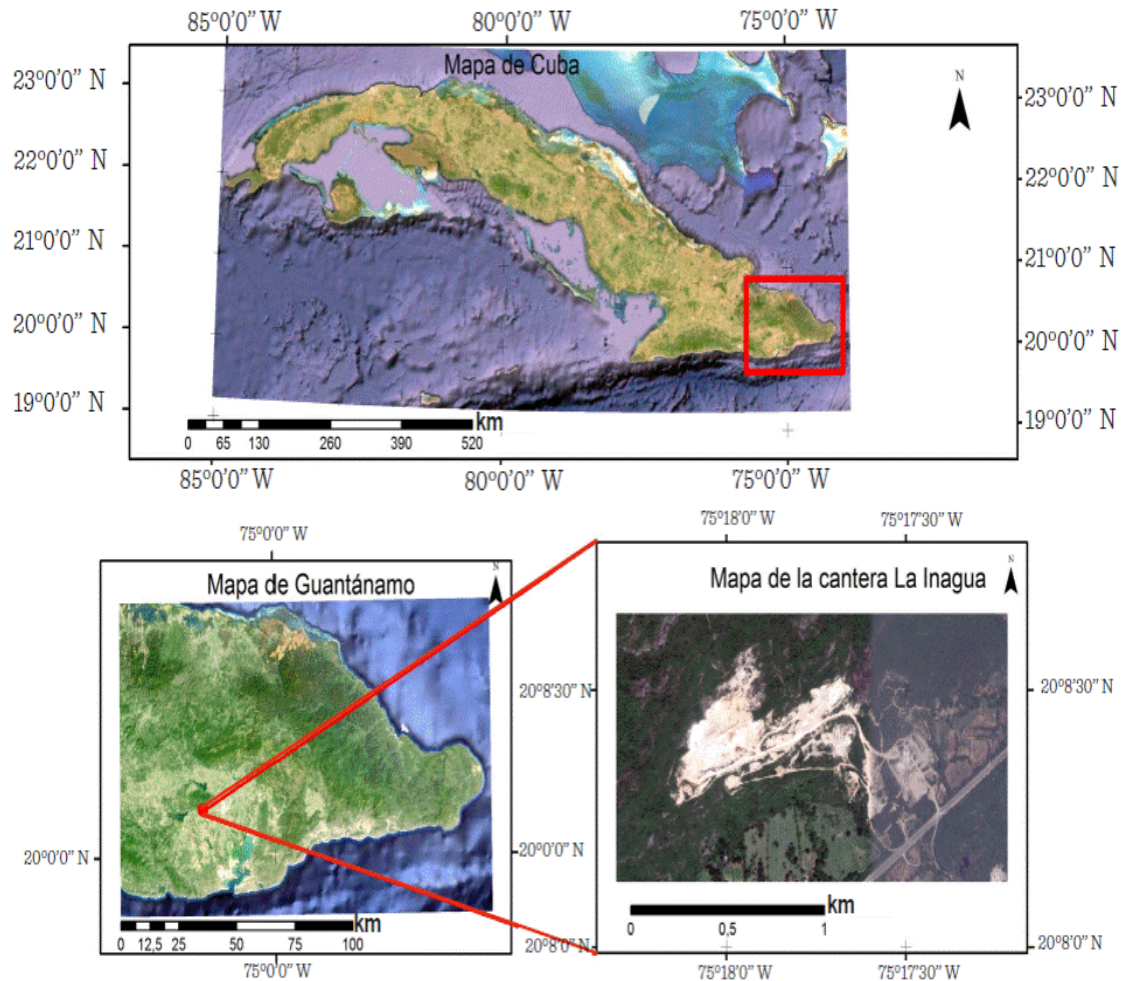 85º0'0" W 80º0'0" W 75º0'0" W
Mapa de Cuba
N
23º0'0" N 23º0'0" N
22º0'0" N 22º0'0" N
21º0'0" N 21º0'0" N
20º0'0" N 20º0'0" N
19º0'0" N 19º0'0" N
km
0 65 130 260 390 520
85º0'0" W 80º0'0" W 75º0'0" W
75º0'0" W
Mapa de Guantánamo
N
20º0'0" N 20º0'0" N
km
0 12,5 25 50 75 100
75º0'0" W
75º18'0" W 75º17'30" W
Mapa de la cantera La Inagua
N
20º8'30" N 20º8'30" N
km
0 0,5 1
20º8'0" N 20º8'0" N
75º18'0" W 75º17'30" W